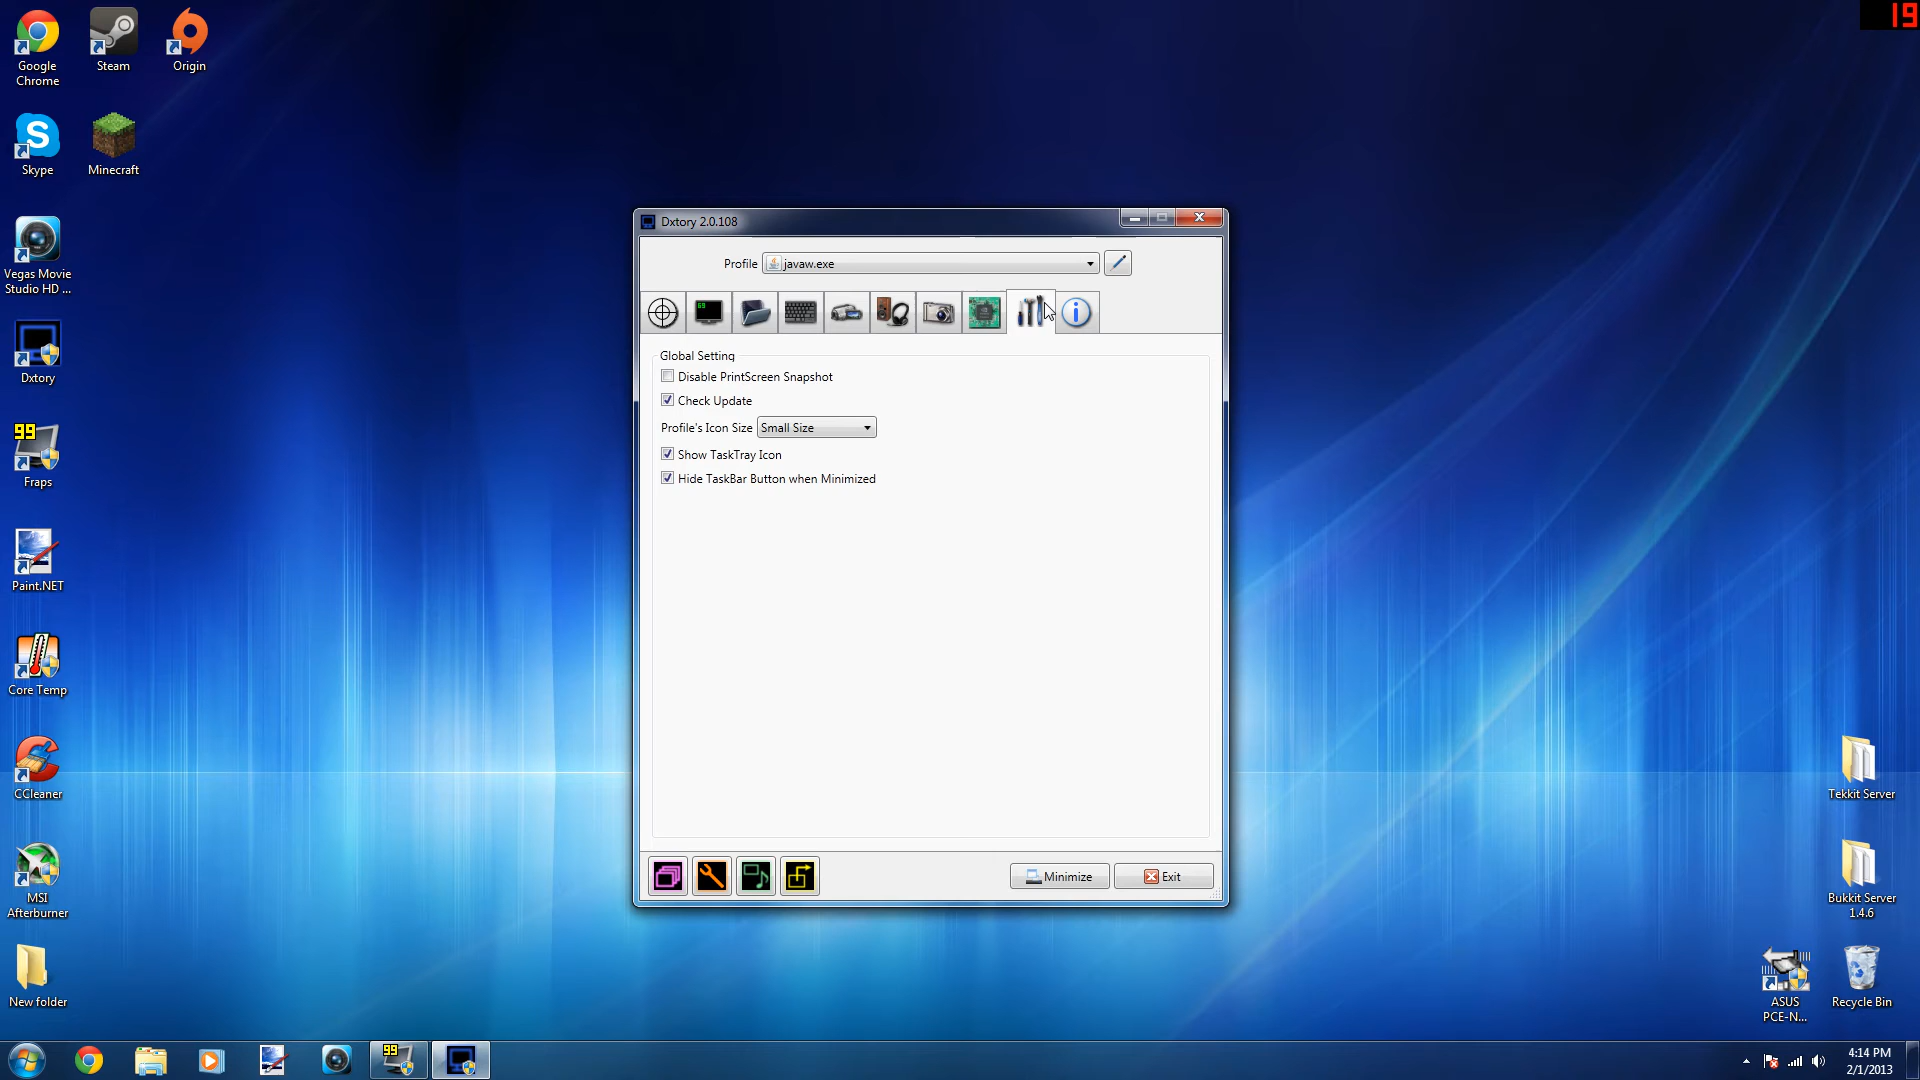 19
Google
Chrome
Steam
Origin
Skype
Minecraft
Vegas Movie
Studio HD ...
Dxtory
99
Fraps
Paint.NET
Core Temp
CCleaner
MSI
Afterburner
New folder
Dxtory 2.0.108
Profile
javaw.exe
Global Setting
Disable PrintScreen Snapshot
Check Update
Profile's Icon Size
Small Size
Show TaskTray Icon
Hide TaskBar Button when Minimized
Minimize
Exit
Tekkit Server
Bukkit Server
1.4.6
ASUS
PCE-N...
Recycle Bin
99
4:14 PM
2/1/2013